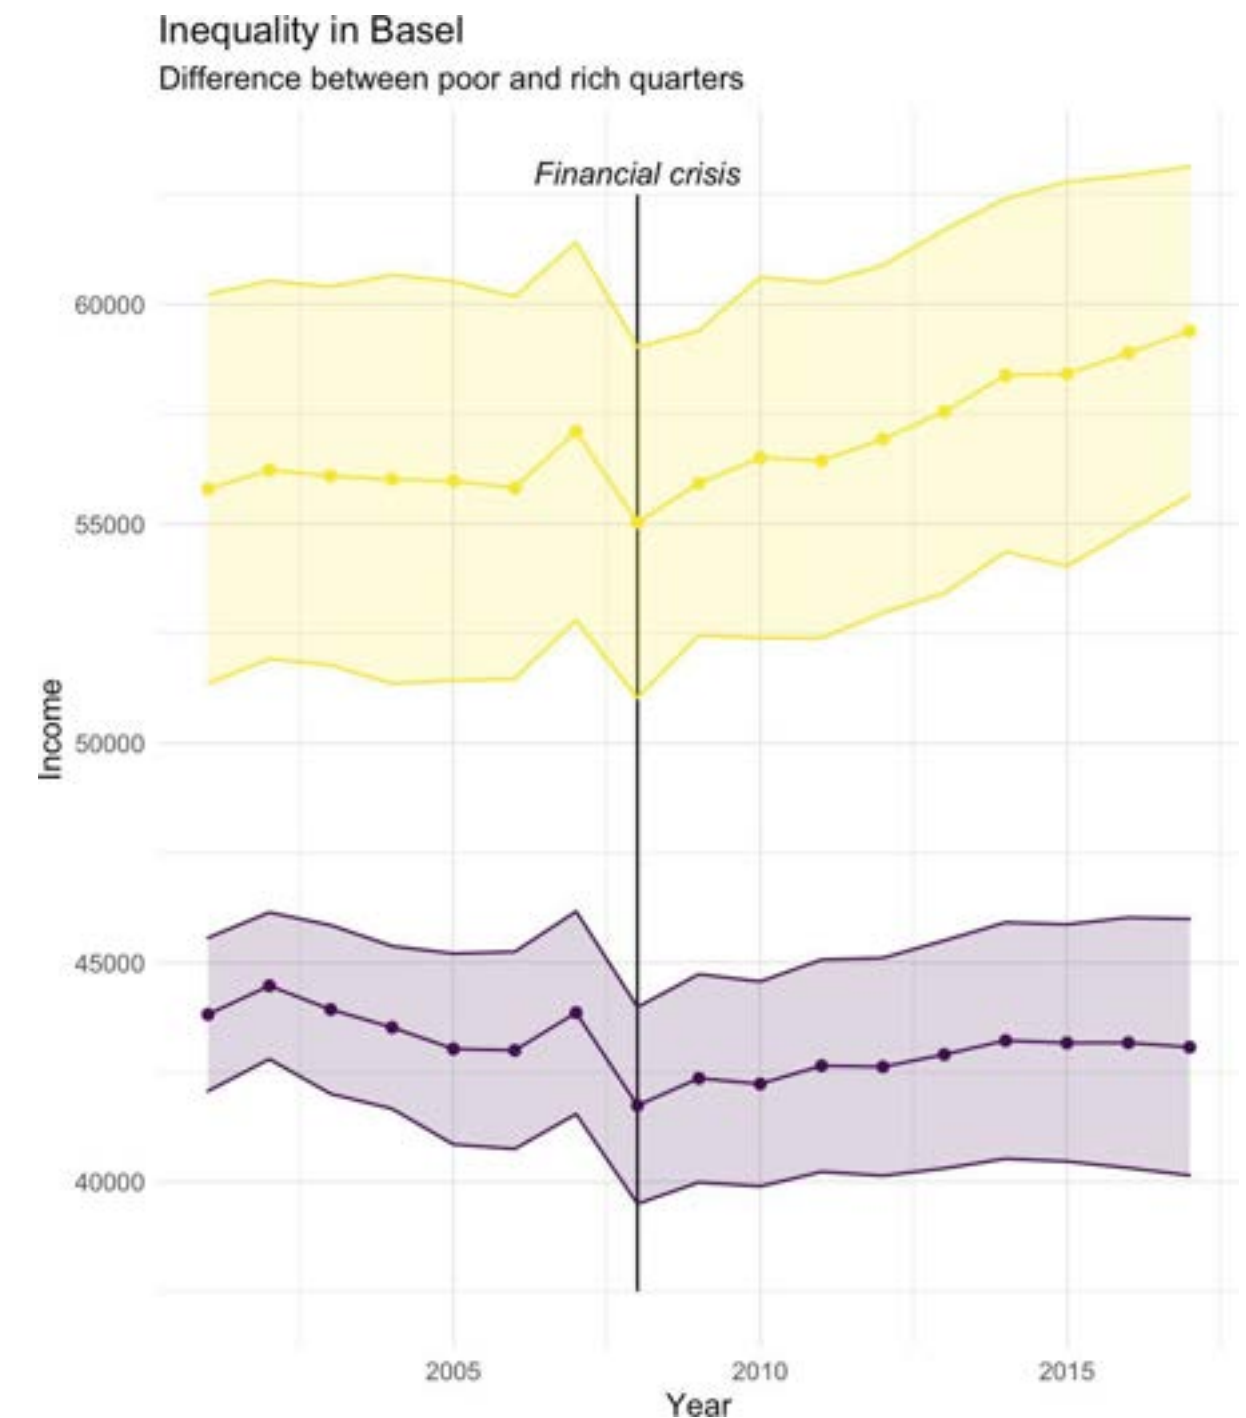 Inequality in Basel
Difference between poor and rich quarters
Financial crisis
60000
55000
50000
45000
40000
Income
2005 2010 2015
Year